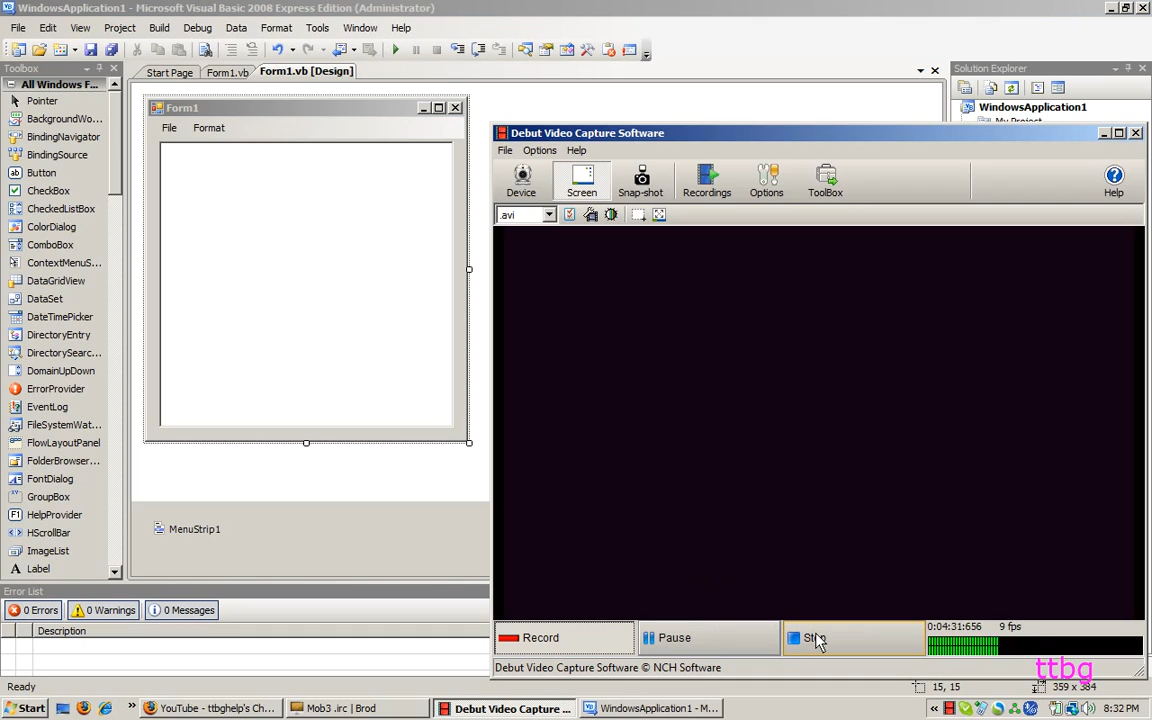 WindowsApplication1 - Microsoft Visual Basic 2008 Express Edition (Administrator)
File Edit View Project Build Debug Data Format Tools Window Help
Toolbox
All Windows F...
Pointer
BackgroundWo...
BindingNavigator
BindingSource
Button
CheckBox
CheckedListBox
ColorDialog
ComboBox
ContextMenuS...
DataGridView
DataSet
DateTimePicker
DirectoryEntry
DirectorySearc...
DomainUpDown
ErrorProvider
EventLog
FileSystemWat...
FlowLayoutPanel
FolderBrowser...
FontDialog
GroupBox
HelpProvider
HScrollBar
ImageList
Label
Start Page Form1.vb Form1.vb [Design]
Form1
File Format
MenuStrip1
Solution Explorer
WindowsApplication1
My Project
Debut Video Capture Software
File Options Help
Device Screen Snap-shot Recordings Options ToolBox Help
.avi
Record Pause Stop
0:04:31:656 9 fps
Debut Video Capture Software © NCH Software
ttbg
Error List
0 Errors 0 Warnings 0 Messages
Description
Ready 15, 15 359 x 384
Start YouTube - ttbghelp's Ch... Mob3 .irc | Brod Debut Video Capture ... WindowsApplication1 - M... 8:32 PM